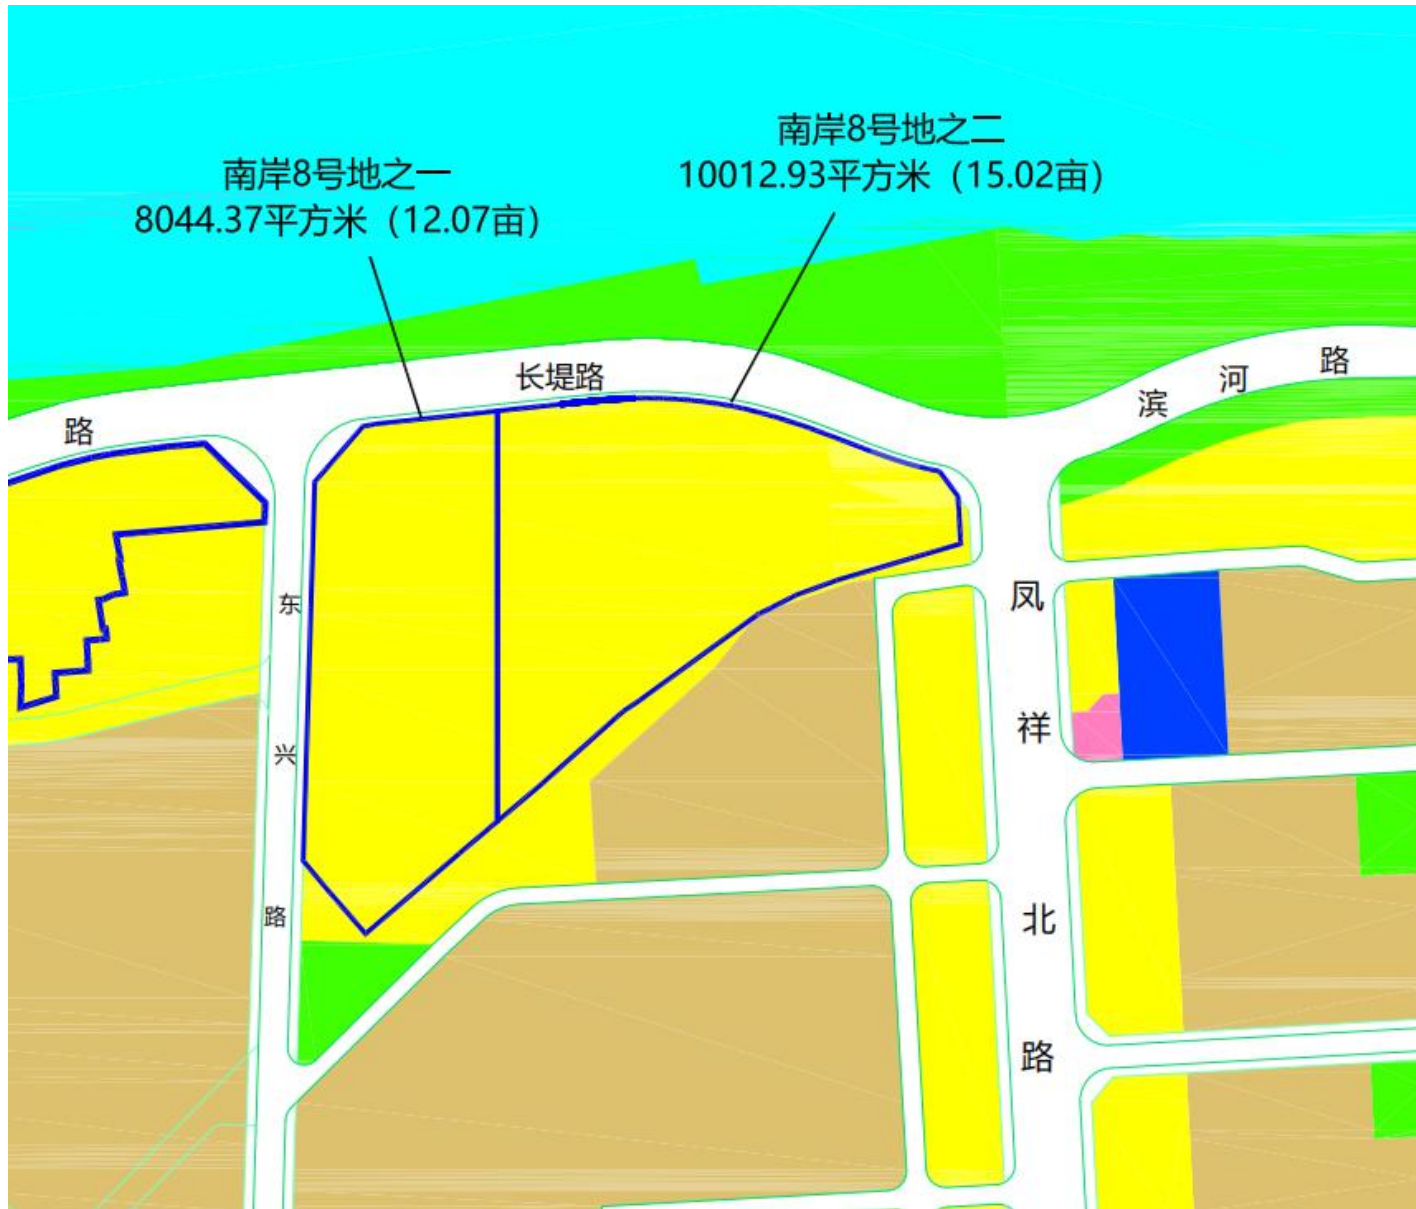 南岸8号地之一
8044.37平方米（12.07亩）
南岸8号地之二
10012.93平方米（15.02亩）
长堤路
滨河路
路
东兴路
凤祥北路